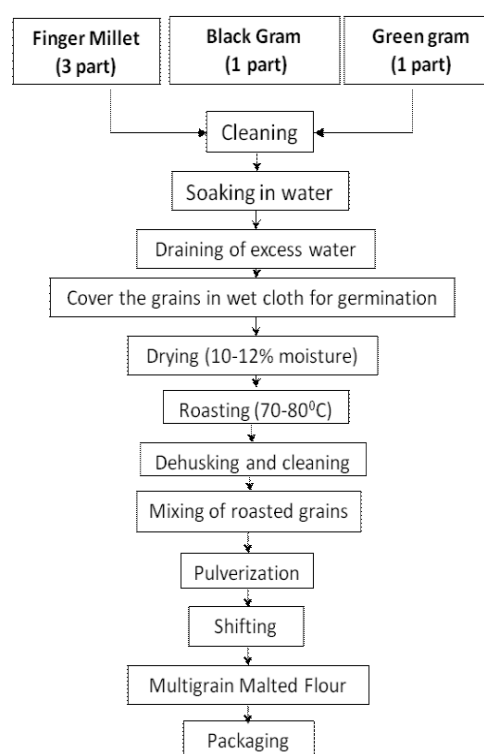 Finger Millet
(3 part)
Black Gram
(1 part)
Green gram
(1 part)
Cleaning
Soaking in water
Draining of excess water
Cover the grains in wet cloth for germination
Drying (10-12% moisture)
Roasting (70-80⁰C)
Dehusking and cleaning
Mixing of roasted grains
Pulverization
Shifting
Multigrain Malted Flour
Packaging